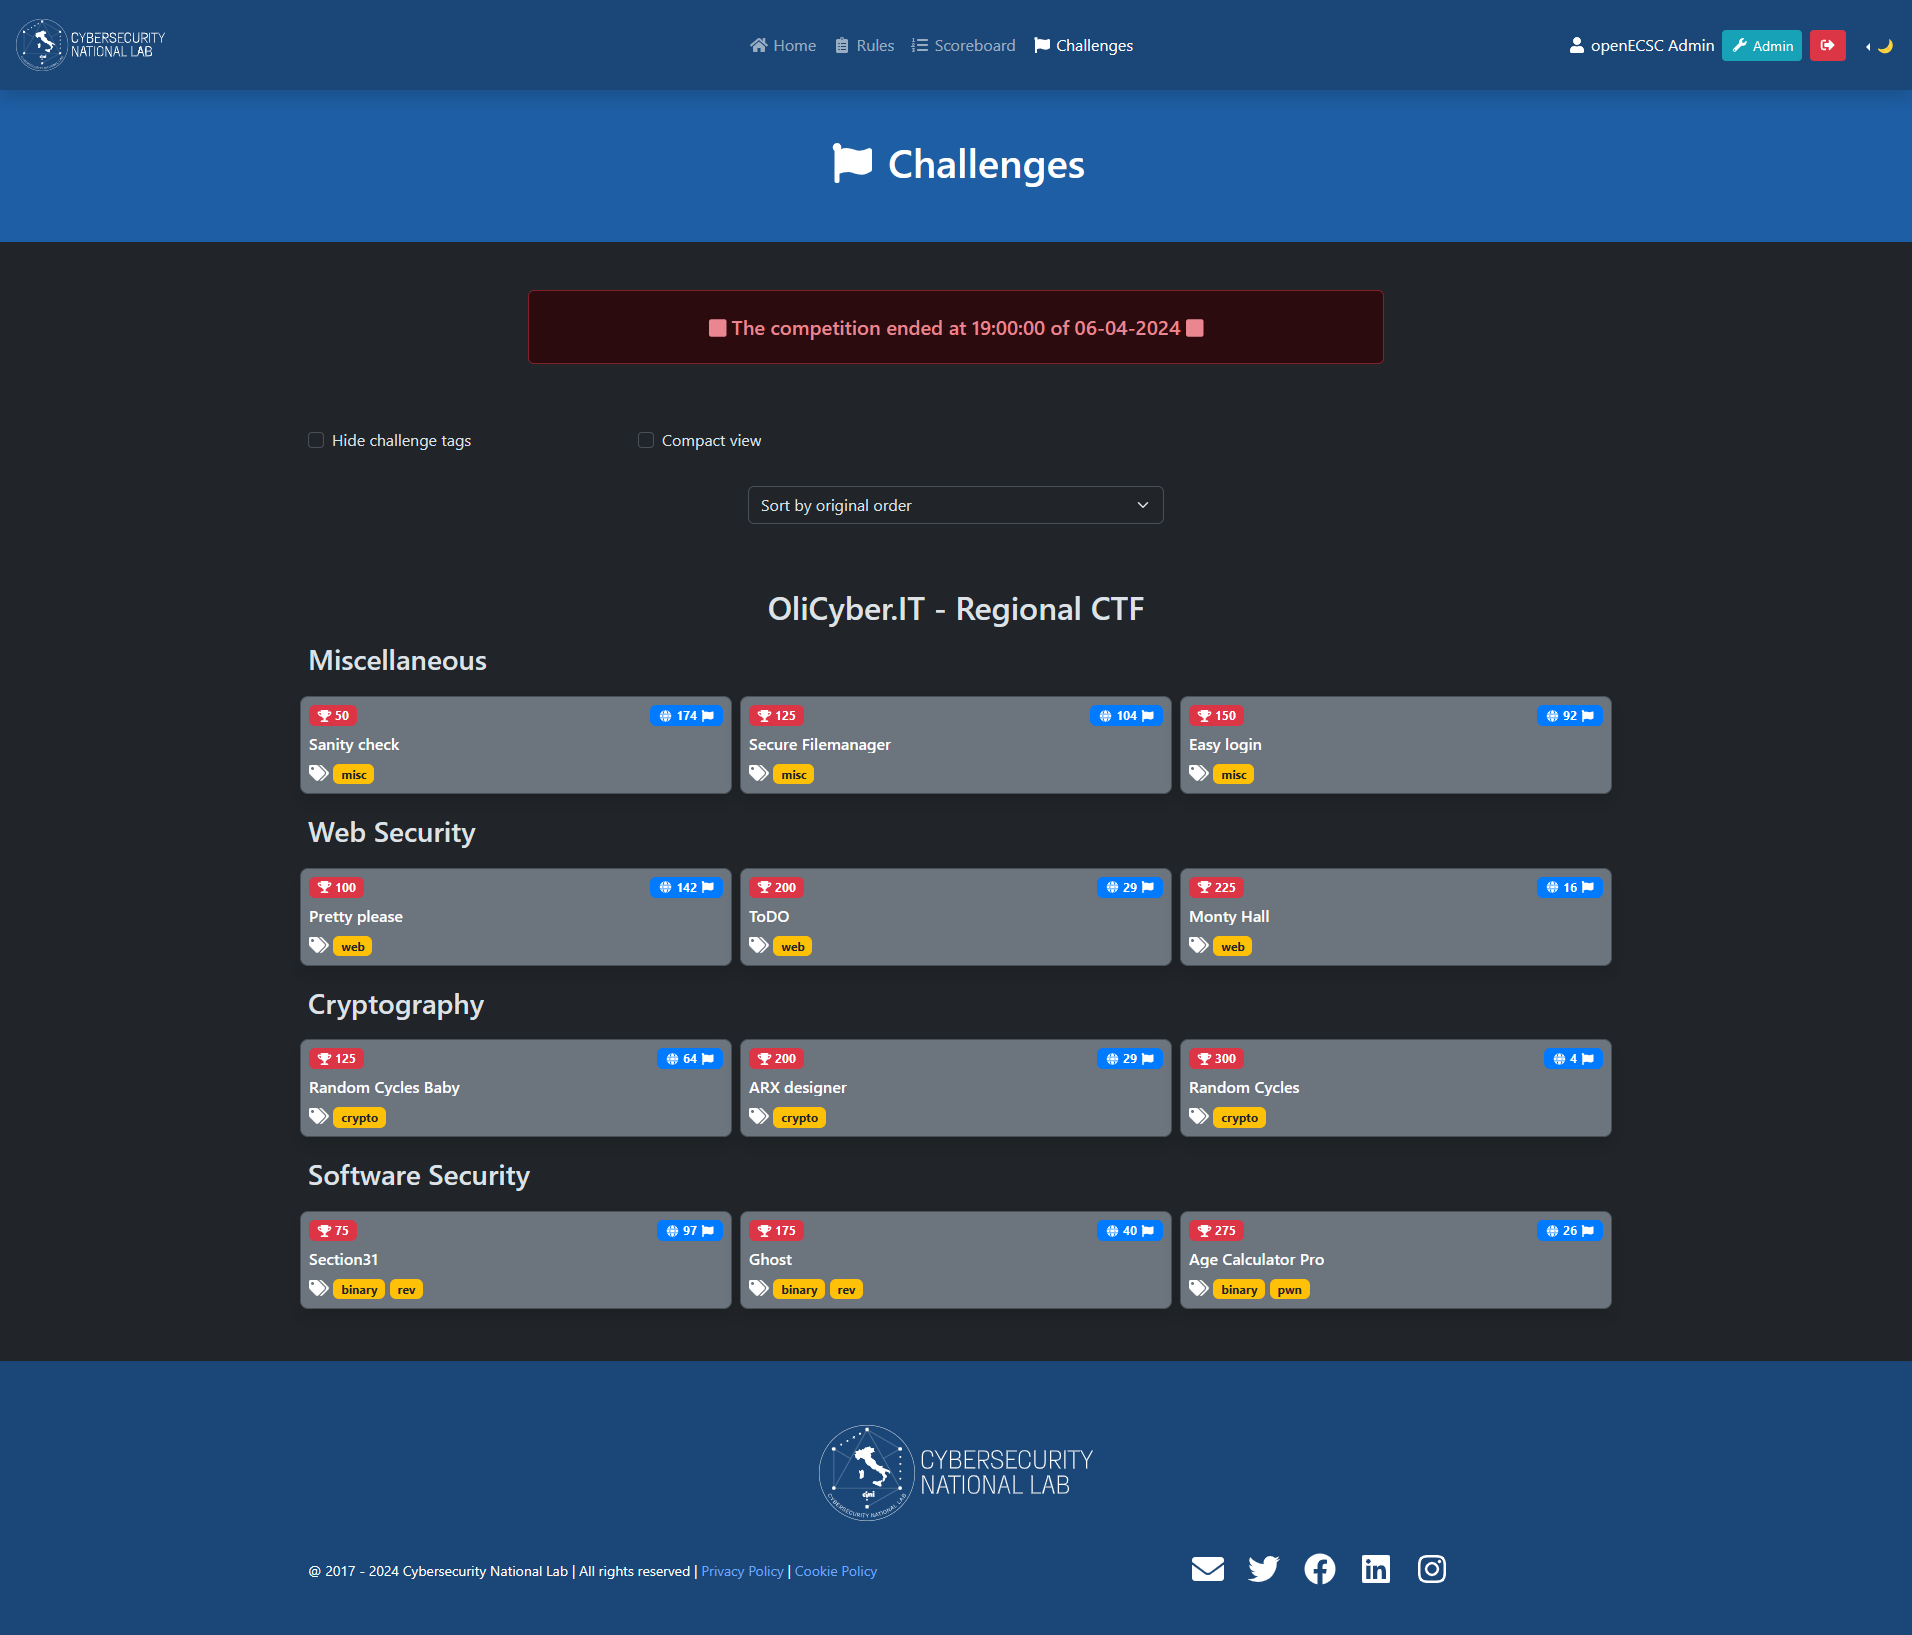 CYBERSECURITY
NATIONAL LAB
Home Rules Scoreboard Challenges
openECSC Admin Admin
Challenges
The competition ended at 19:00:00 of 06-04-2024
Hide challenge tags Compact view
Sort by original order
OliCyber.IT - Regional CTF
Miscellaneous
50 174
Sanity check
misc
125 104
Secure Filemanager
misc
150 92
Easy login
misc
Web Security
100 142
Pretty please
web
200 29
ToDO
web
225 16
Monty Hall
web
Cryptography
125 64
Random Cycles Baby
crypto
200 29
ARX designer
crypto
300 4
Random Cycles
crypto
Software Security
75 97
Section31
binary rev
175 40
Ghost
binary rev
275 26
Age Calculator Pro
binary pwn
CYBERSECURITY
NATIONAL LAB
cini
CYBERSECURITY NATIONAL LAB
@ 2017 - 2024 Cybersecurity National Lab | All rights reserved | Privacy Policy | Cookie Policy